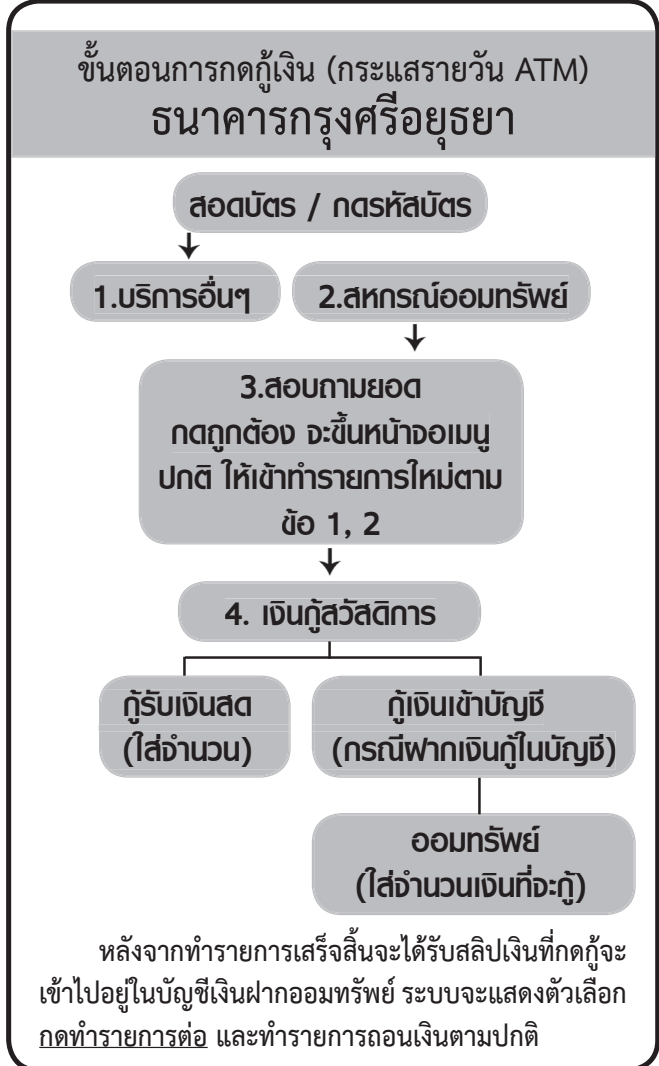 ขั้นตอนการกดกู้เงิน (กระแสรายวัน ATM)
ธนาคารกรุงศรีอยุธยา
สอดบัตร / กดรหัสบัตร
1.บริการอื่นๆ
2.สหกรณ์ออมทรัพย์
3.สอบถามยอด
กดถูกต้อง จะขึ้นหน้าจอเมนู
ปกติ ให้เข้าทำรายการใหม่ตาม
ข้อ 1, 2
4. เงินกู้สวัสดิการ
กู้รับเงินสด
(ใส่จำนวน)
กู้เงินเข้าบัญชี
(กรณีฝากเงินกู้ในบัญชี)
ออมทรัพย์
(ใส่จำนวนเงินที่จะกู้)
หลังจากทำรายการเสร็จสิ้นจะได้รับสลิปเงินที่กดกู้จะ
เข้าไปอยู่ในบัญชีเงินฝากออมทรัพย์ ระบบจะแสดงตัวเลือก
กดทำรายการต่อ และทำรายการถอนเงินตามปกติ